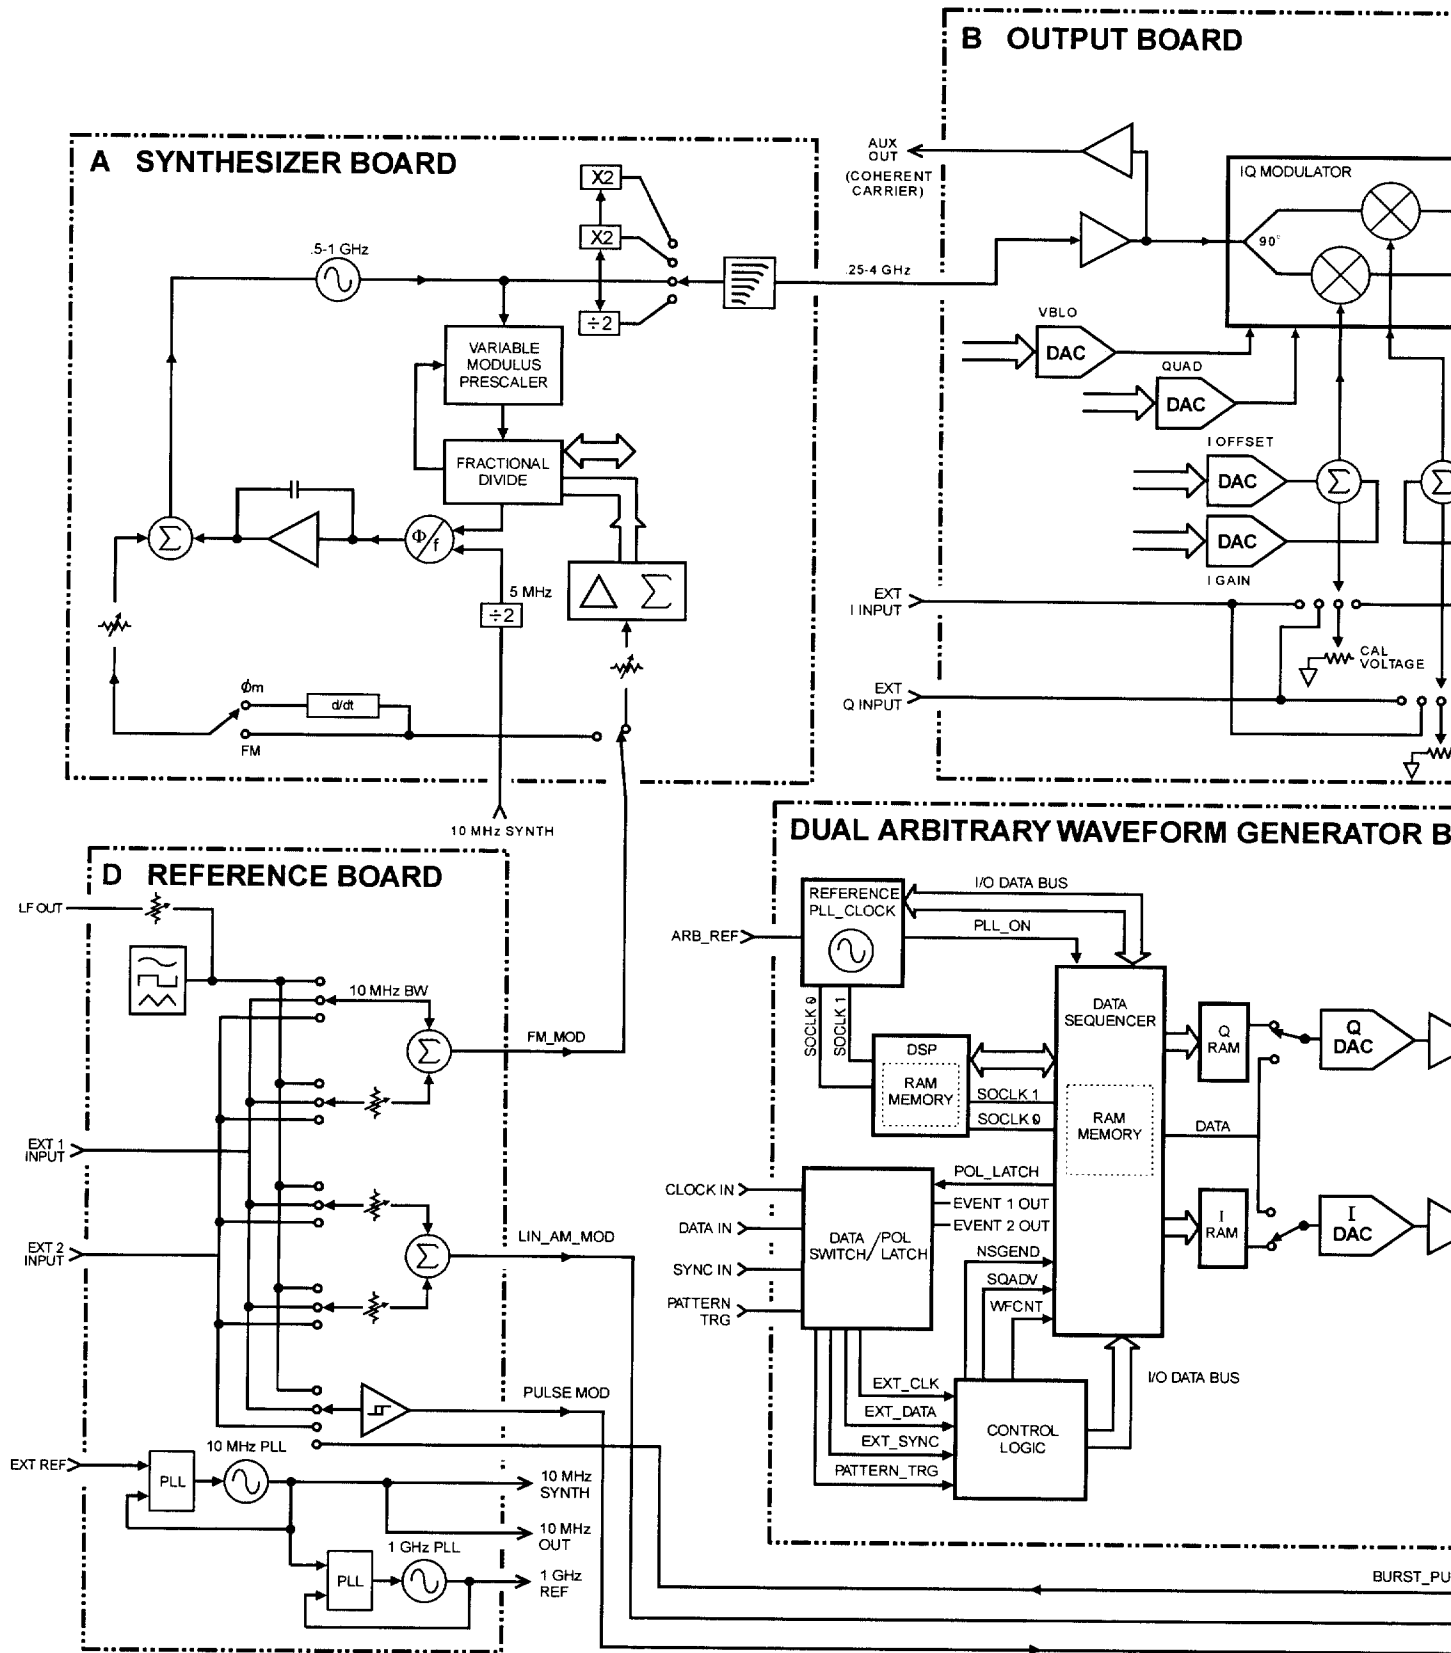 B OUTPUT BOARD
AUX
OUT
(COHERENT
CARRIER)
IQ MODULATOR
90°
A SYNTHESIZER BOARD
X2
X2
.5-1 GHz
÷2
.25-4 GHz
VARIABLE
MODULUS
PRESCALER
FRACTIONAL
DIVIDE
VBLO
DAC
QUAD
DAC
I OFFSET
DAC
Σ
Σ
DAC
I GAIN
Σ
Φ/f
5 MHz
÷2
Δ Σ
EXT
I INPUT
CAL
VOLTAGE
EXT
Q INPUT
ϕm
d/dt
FM
10 MHz SYNTH
DUAL ARBITRARY WAVEFORM GENERATOR B
D REFERENCE BOARD
LF OUT
10 MHz BW
Σ
FM_MOD
EXT 1
INPUT
EXT 2
INPUT
LIN_AM_MOD
Σ
PULSE MOD
EXT REF
10 MHz PLL
PLL
10 MHz
SYNTH
10 MHz
OUT
1 GHz PLL
PLL
1 GHz
REF
REFERENCE
PLL_CLOCK
I/O DATA BUS
ARB_REF
PLL_ON
SOCLK 0
SOCLK 1
DSP
RAM
MEMORY
SOCLK 1
SOCLK 0
DATA
SEQUENCER
RAM
MEMORY
Q
RAM
Q
DAC
DATA
I
RAM
I
DAC
CLOCK IN
DATA IN
SYNC IN
PATTERN
TRG
DATA /POL
SWITCH/ LATCH
POL_LATCH
EVENT 1 OUT
EVENT 2 OUT
NSGEND
SQADV
WFCNT
EXT_CLK
EXT_DATA
EXT_SYNC
PATTERN_TRG
CONTROL
LOGIC
I/O DATA BUS
BURST_PU